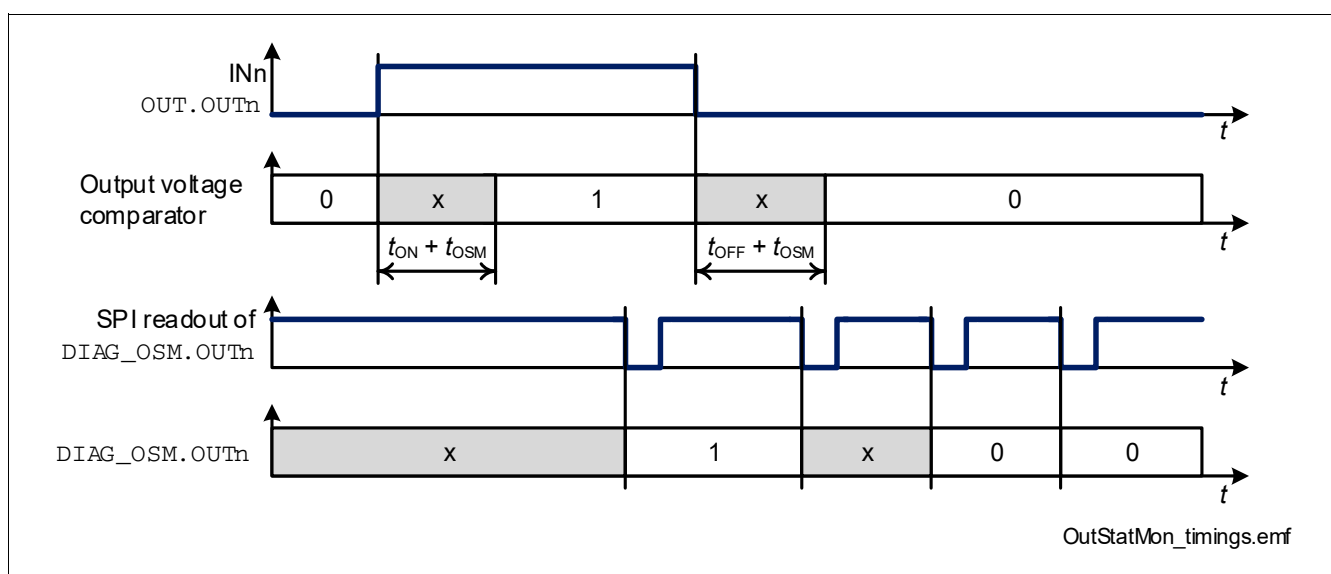 INn
OUT.OUTn
t
Output voltage
comparator
0 x 1 x 0
t
tON + tOSM tOFF + tOSM
SPI readout of
DIAG_OSM.OUTn
t
DIAG_OSM.OUTn
x 1 x 0 0
t
OutStatMon_timings.emf